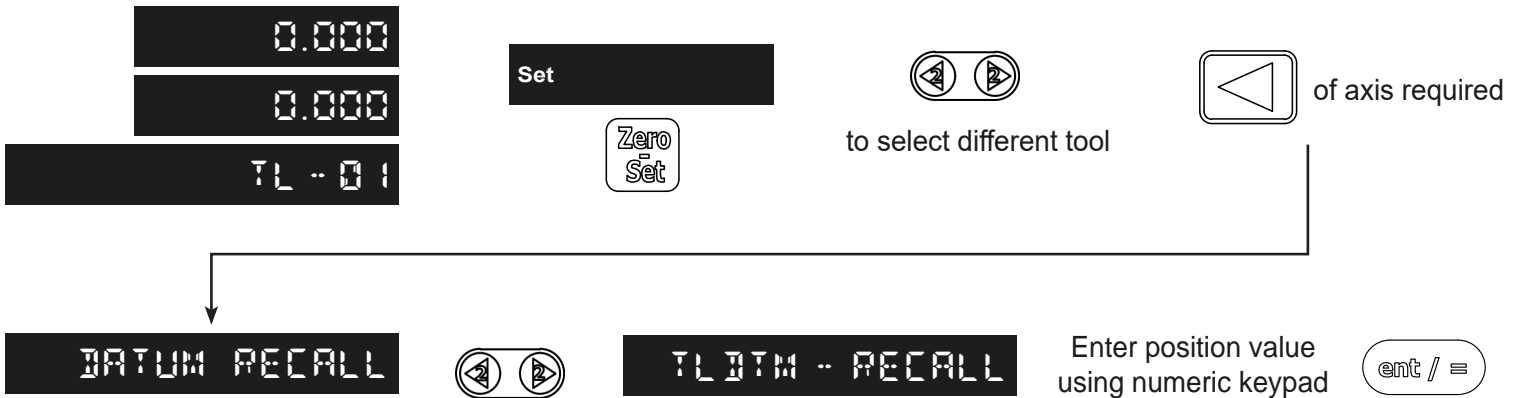 0.000
0.000
TL - 01
Set
Zero
-
Set
2 2
to select different tool
of axis required
DATUM RECALL
2 2
TLDTM - RECALL
Enter position value
using numeric keypad
ent / =